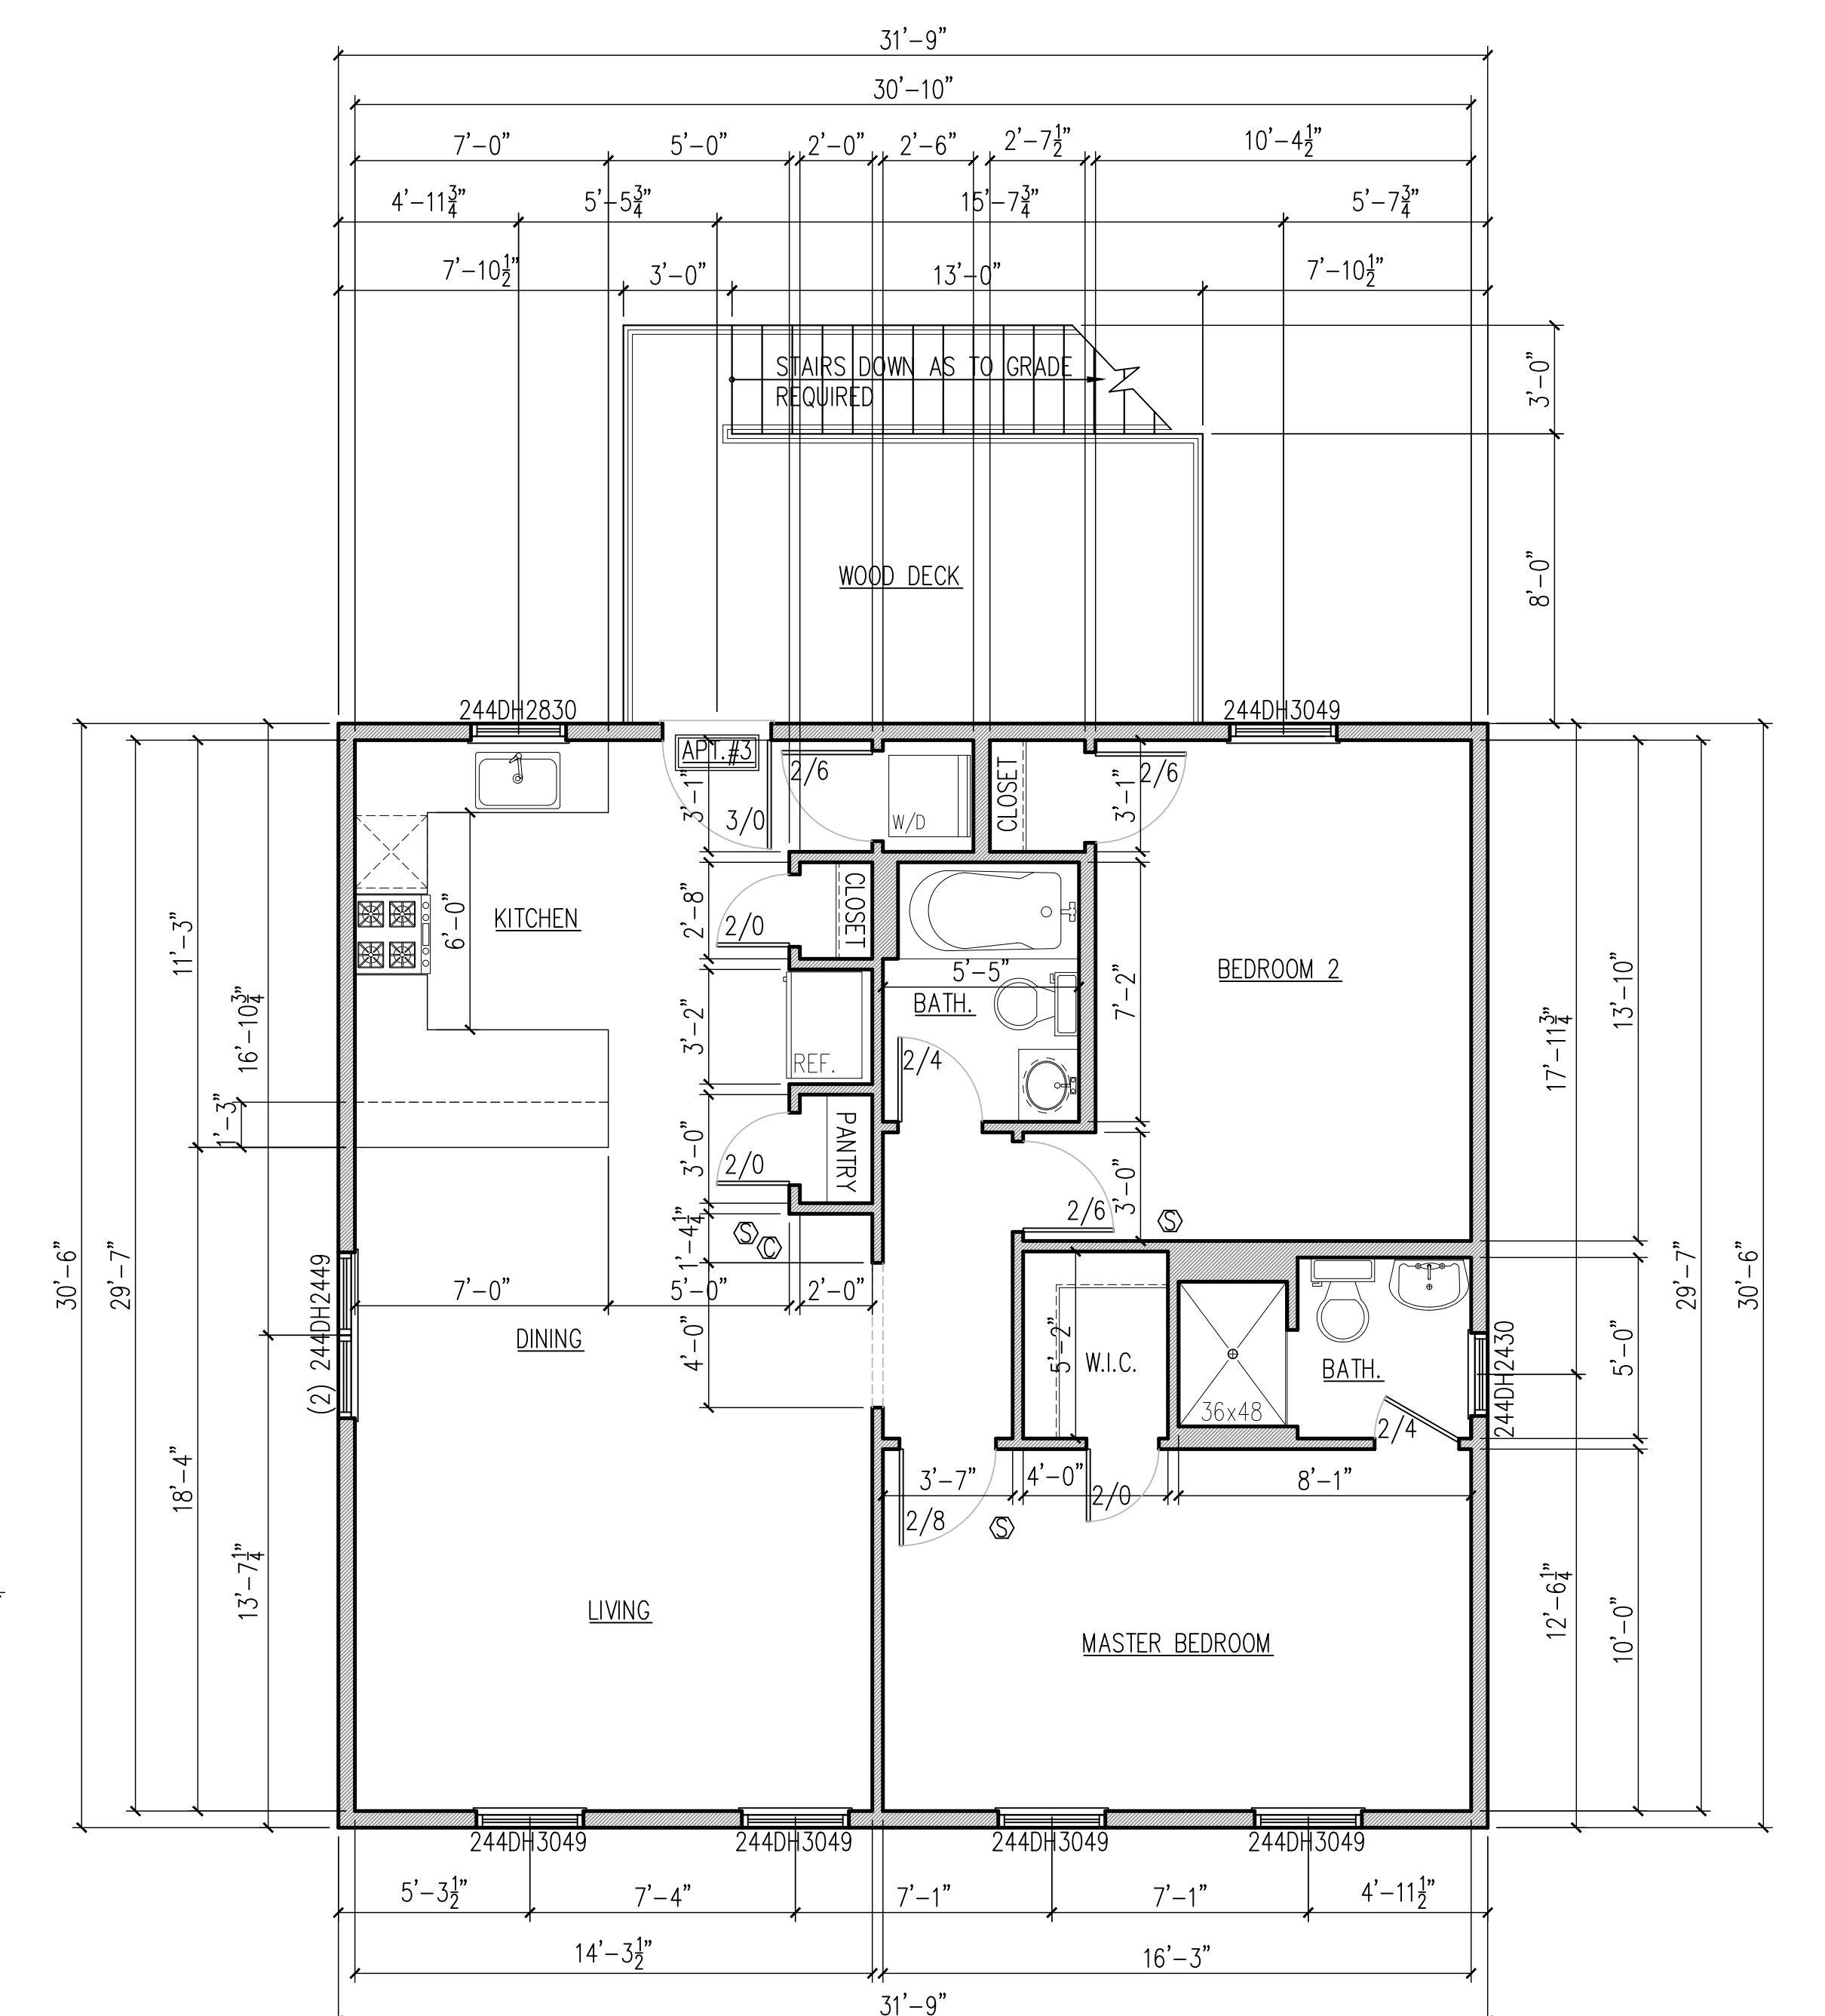 31'-9"
30'-10"
7'-0" 5'-0" 2'-0" 2'-6" 2'-7½" 10'-4½"
4'-11¾" 5'-5¾" 15'-7¾" 5'-7¾"
7'-10½" 3'-0" 13'-0" 7'-10½"
STAIRS DOWN AS TO GRADE
REQUIRED
3'-0"
8'-0"
WOOD DECK
244DH2830 244DH3049
APT.#3
2/6 2/6
3'-1" 3/0 W/D CLOSET 3'-1"
2'-8" CLOSET
2/0
KITCHEN
6'-0"
11'-3"
5'-5"
BATH.
7'-2"
BEDROOM 2
13'-10"
16'-10¾"
3'-2"
REF.
2/4
17'-11¾"
1'-3"
3'-0" PANTRY
2/0
2/6 3'-0" S
S
C
1'-4¼"
30'-6" 29'-7" 29'-7" 30'-6"
(2) 244DH2449
7'-0" 5'-0" 2'-0"
DINING
4'-0"
5'-2"
W.I.C.
36x48
BATH.
2/4
244DH2430
5'-0"
3'-7" 4'-0" 8'-1"
2/0
2/8 S
18'-4"
13'-7¼"
12'-6¼"
10'-0"
LIVING
MASTER BEDROOM
244DH3049 244DH3049 244DH3049 244DH3049
5'-3½" 7'-4" 7'-1" 7'-1" 4'-11½"
14'-3½" 16'-3"
31'-9"